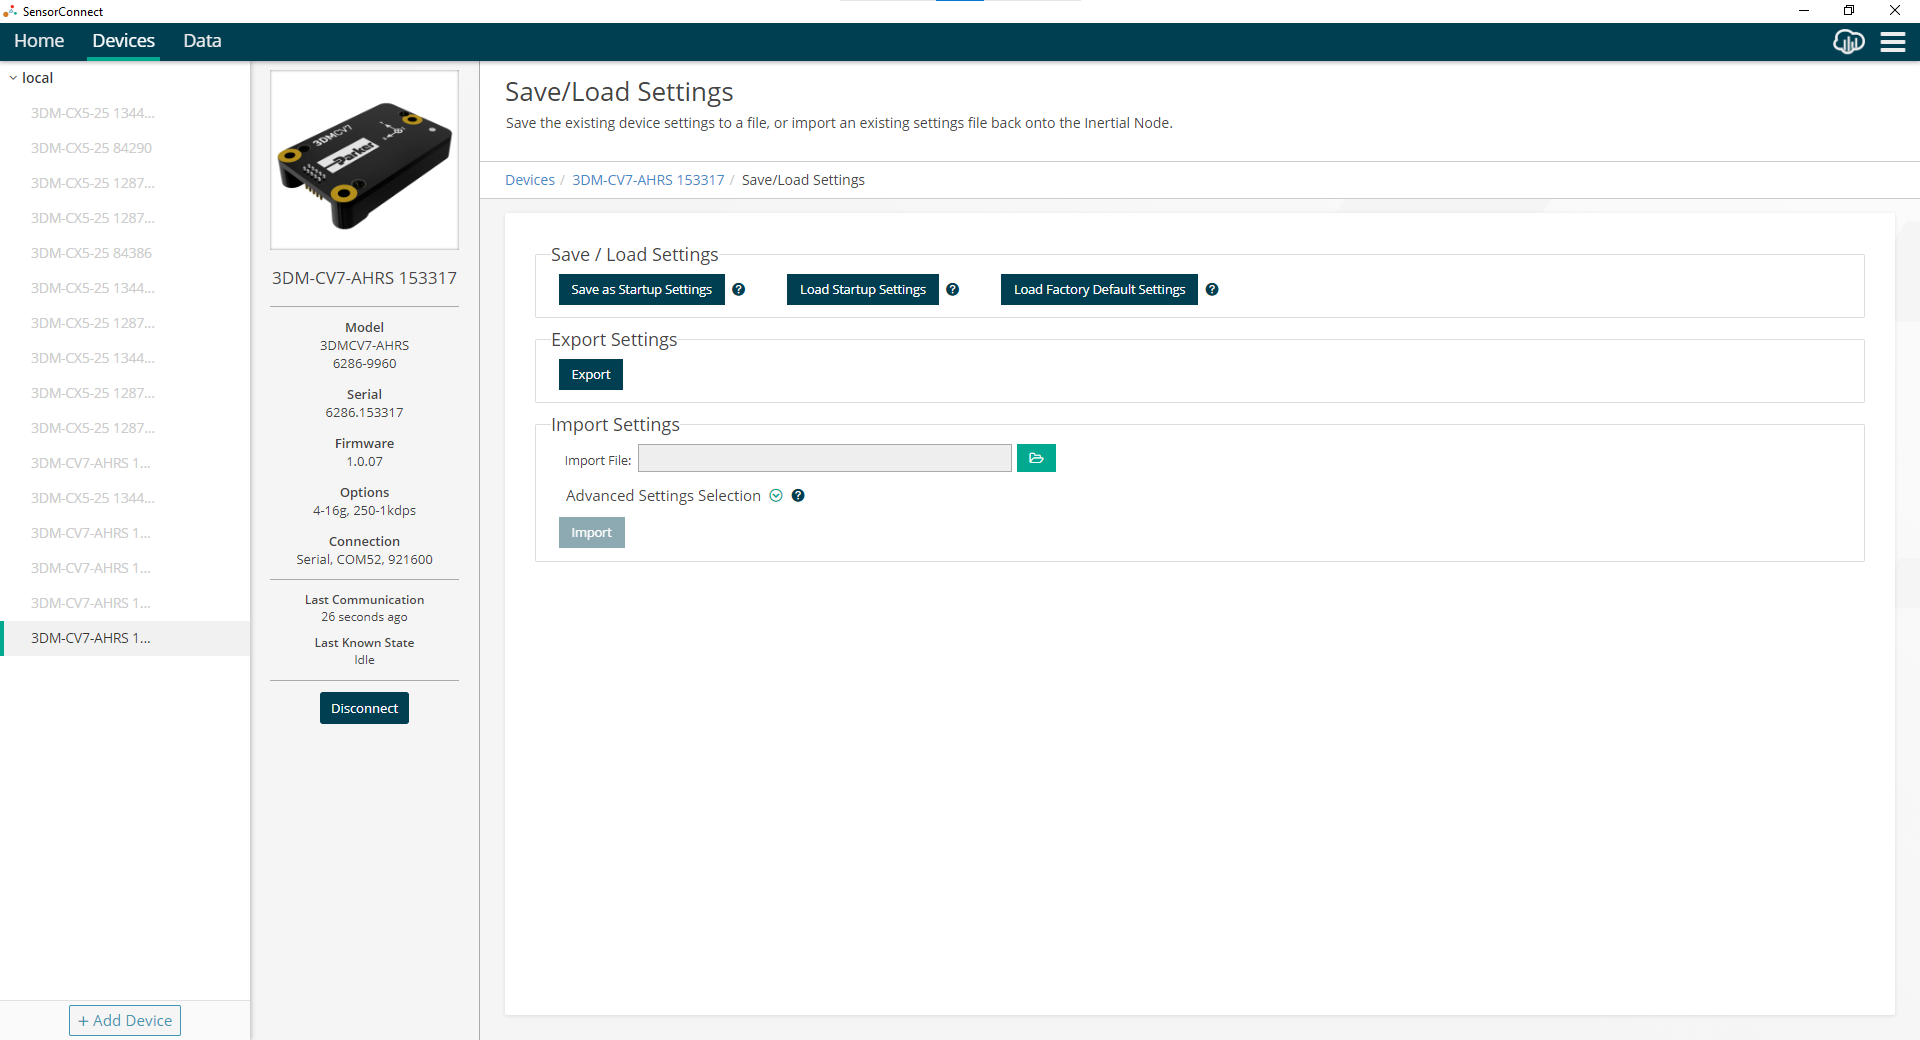 SensorConnect
Home Devices Data
local
3DM-CX5-25 1344...
3DM-CX5-25 84290
3DM-CX5-25 1287...
3DM-CX5-25 1287...
3DM-CX5-25 84386
3DM-CX5-25 1344...
3DM-CX5-25 1287...
3DM-CX5-25 1344...
3DM-CX5-25 1287...
3DM-CX5-25 1287...
3DM-CV7-AHRS 1...
3DM-CX5-25 1344...
3DM-CV7-AHRS 1...
3DM-CV7-AHRS 1...
3DM-CV7-AHRS 1...
3DM-CV7-AHRS 1...
+ Add Device
3DMCV7
Parker
3DM-CV7-AHRS 153317
Model
3DMCV7-AHRS
6286-9960
Serial
6286.153317
Firmware
1.0.07
Options
4-16g, 250-1kdps
Connection
Serial, COM52, 921600
Last Communication
26 seconds ago
Last Known State
Idle
Disconnect
Save/Load Settings
Save the existing device settings to a file, or import an existing settings file back onto the Inertial Node.
Devices / 3DM-CV7-AHRS 153317 / Save/Load Settings
Save / Load Settings
Save as Startup Settings ? Load Startup Settings ? Load Factory Default Settings ?
Export Settings
Export
Import Settings
Import File:
Advanced Settings Selection ?
Import